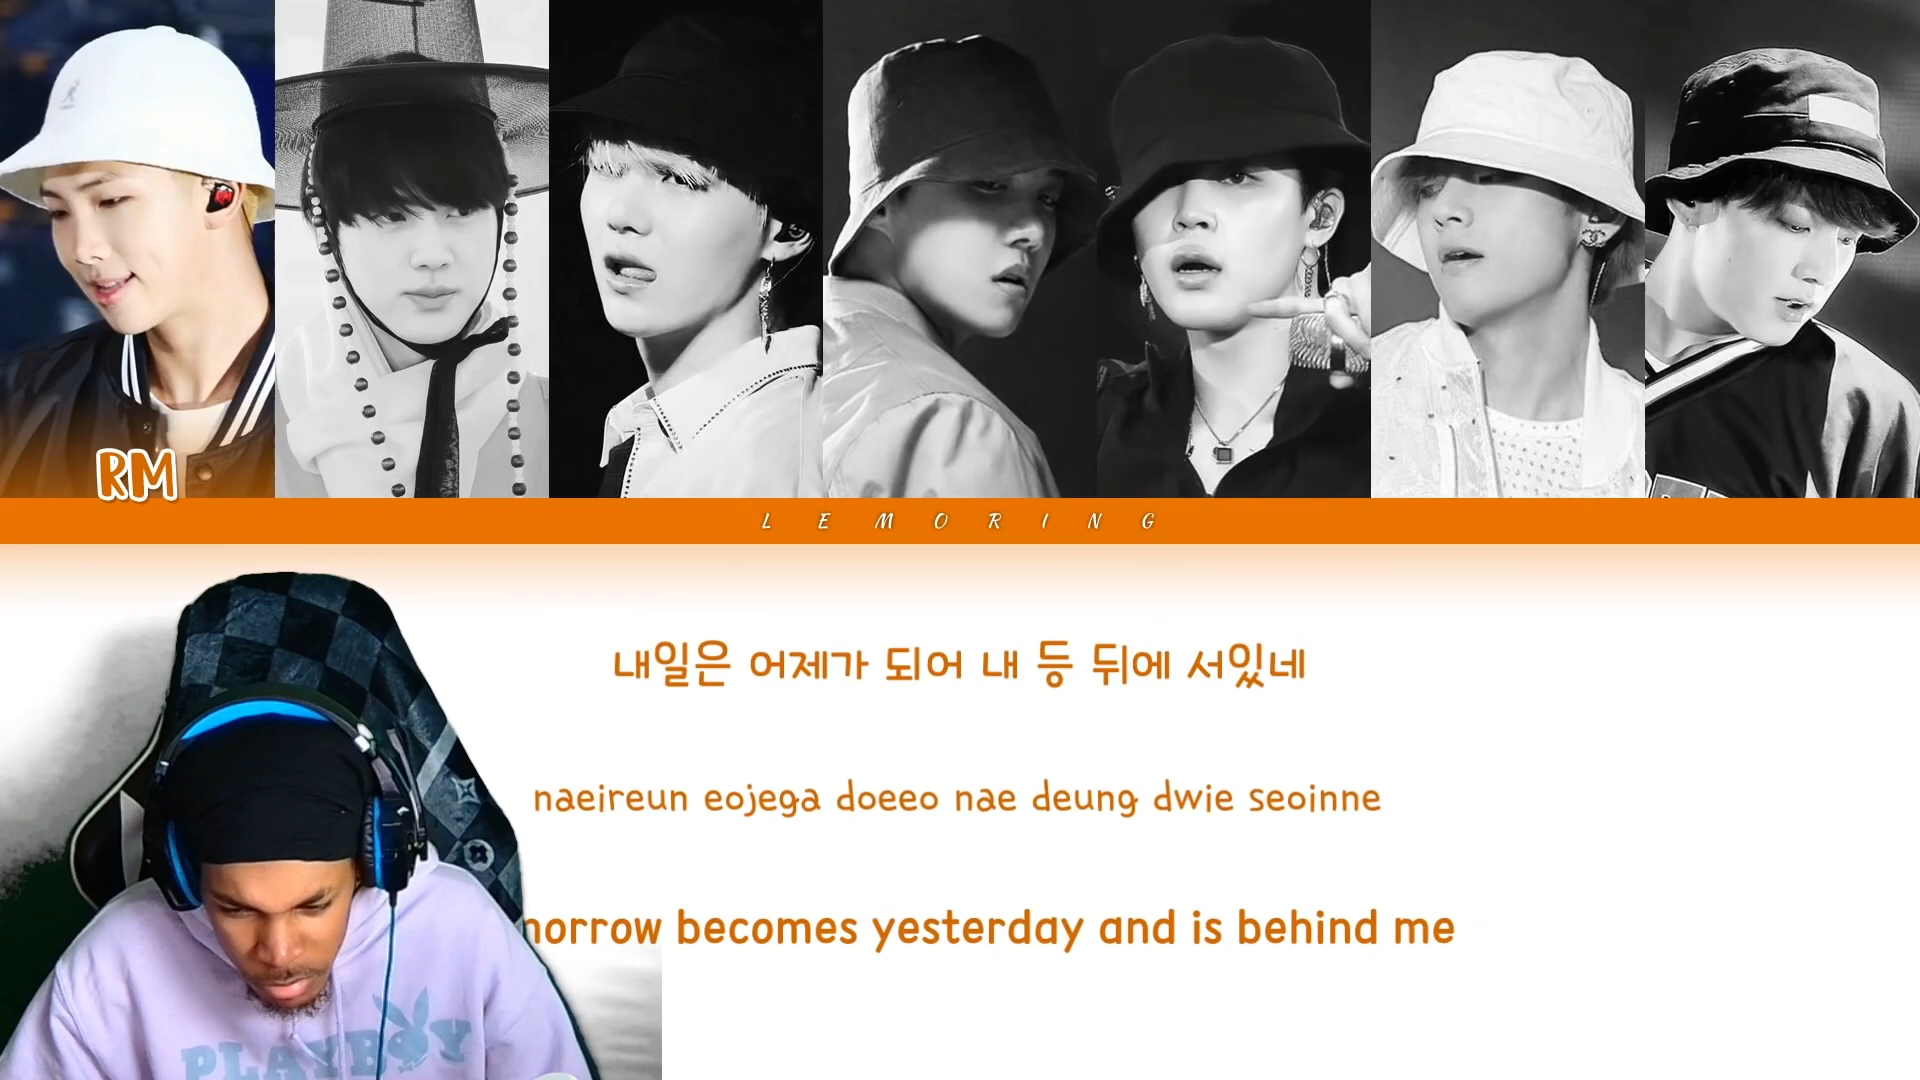 RM
LEMORING
내일은 어제가 되어 내 등 뒤에 서있네
naeireun eojega doeeo nae deung dwie seoinne
becomes yesterday and is behind me
PLAYBOY